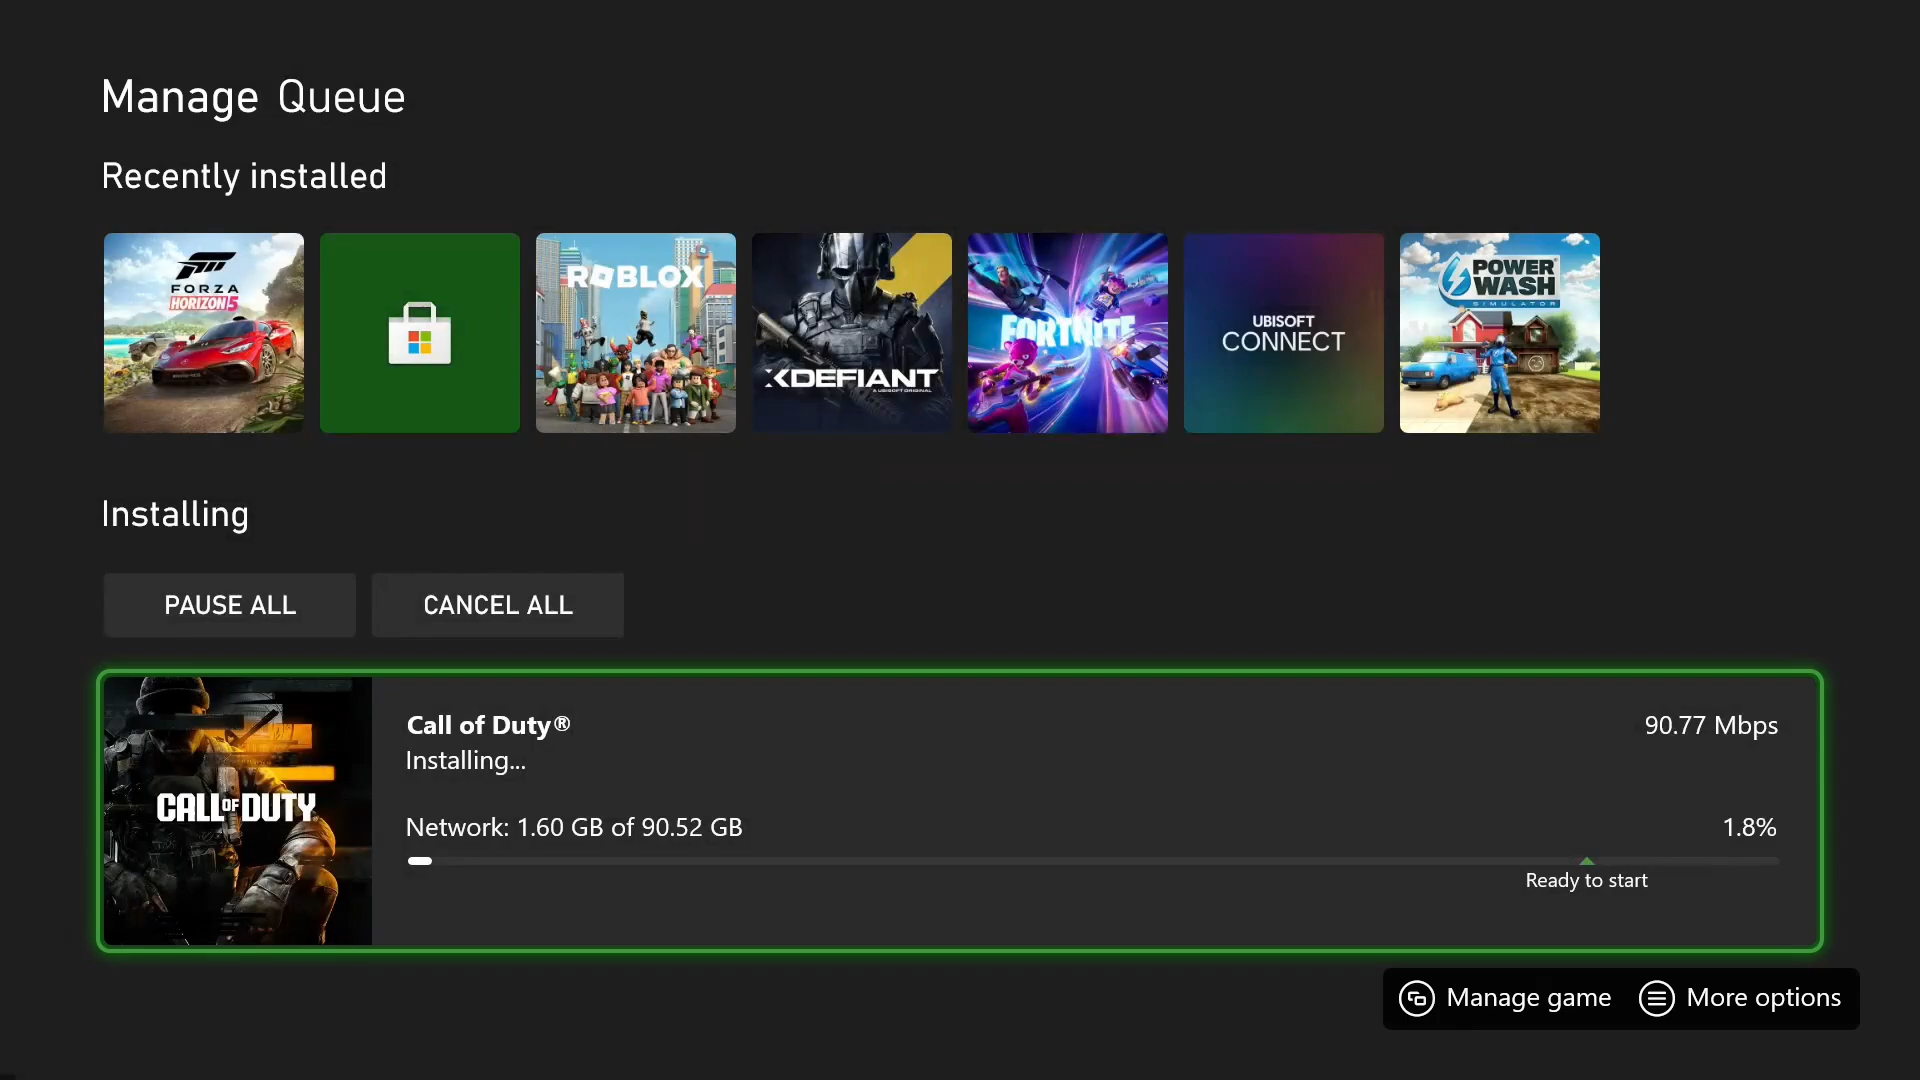 Manage Queue
Recently installed
FORZA
HORIZON 5
ROBLOX
XDEFIANT
A UBISOFT ORIGINAL
FORTNITE
UBISOFT
CONNECT
POWER
WASH
SIMULATOR
Installing
PAUSE ALL
CANCEL ALL
CALL OF DUTY
Call of Duty®
90.77 Mbps
Installing...
Network: 1.60 GB of 90.52 GB
1.8%
Ready to start
Manage game
More options